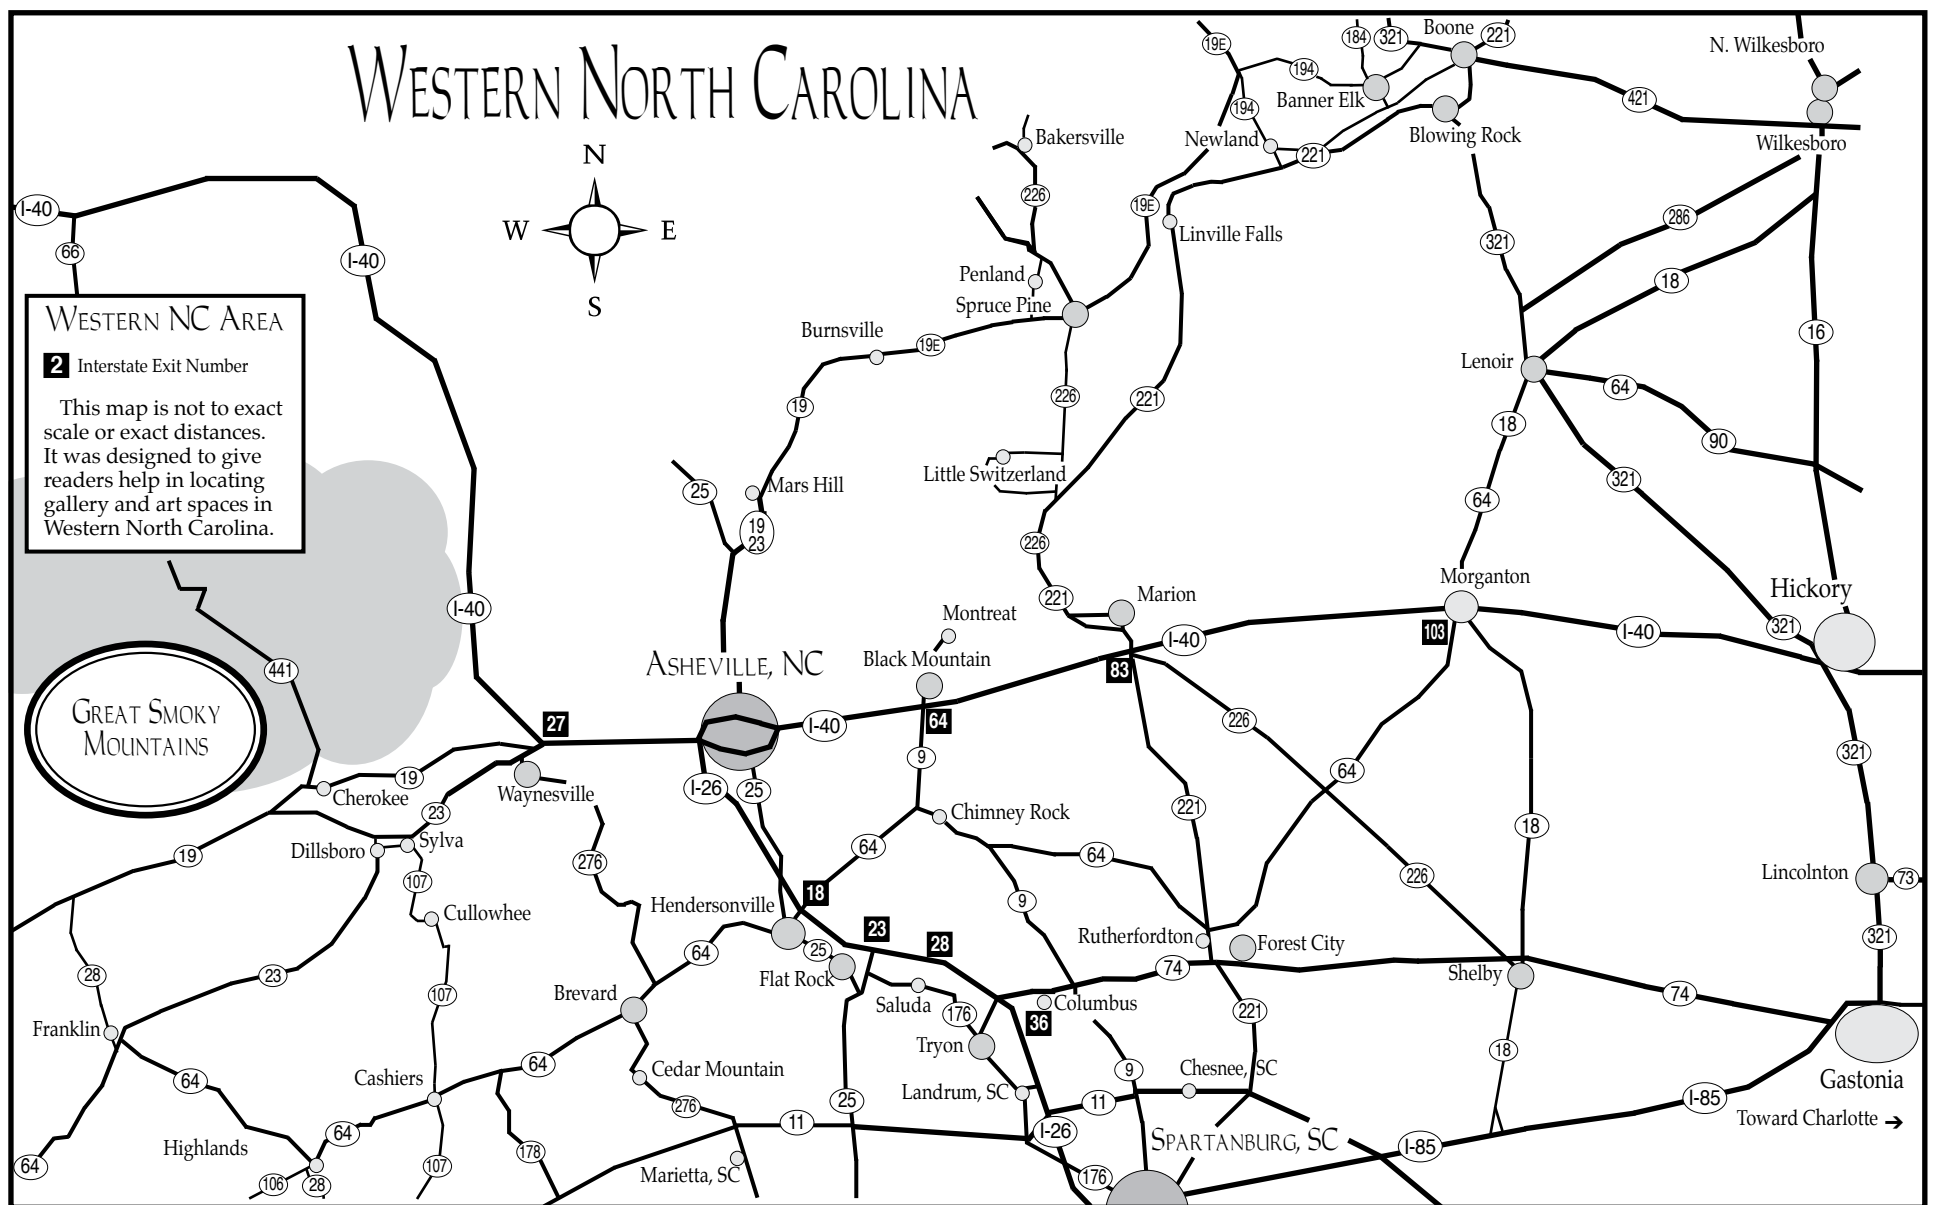 WESTERN NORTH CAROLINA
N
W
E
S
19E
184
321
Boone
221
N. Wilkesboro
194
Banner Elk
194
421
Newland
221
Blowing Rock
Wilkesboro
Bakersville
226
19E
I-40
66
I-40
Linville Falls
321
286
18
Penland
Spruce Pine
WESTERN NC AREA
2 Interstate Exit Number
This map is not to exact
scale or exact distances.
It was designed to give
readers help in locating
gallery and art spaces in
Western North Carolina.
Burnsville
19E
16
Lenoir
64
19
226
221
18
90
Little Switzerland
321
25
Mars Hill
64
19
23
226
I-40
221
Marion
Morganton
Hickory
Montreat
I-40
103
I-40
321
441
ASHEVILLE, NC
Black Mountain
83
GREAT SMOKY
MOUNTAINS
27
I-40
64
226
9
321
19
Cherokee
Waynesville
I-26
25
64
23
Chimney Rock
221
18
19
Dillsboro
Sylva
276
64
64
107
18
226
Lincolnton
73
Cullowhee
Hendersonville
9
23
28
Rutherfordton
Forest City
321
64
25
28
23
Flat Rock
74
Shelby
107
Brevard
Saluda
Columbus
74
Franklin
176
36
221
Tryon
18
64
Cashiers
64
Cedar Mountain
9
Chesnee, SC
Gastonia
Landrum, SC
276
25
11
I-85
Toward Charlotte →
Highlands
64
11
I-26
SPARTANBURG, SC
I-85
64
107
178
Marietta, SC
176
106
28